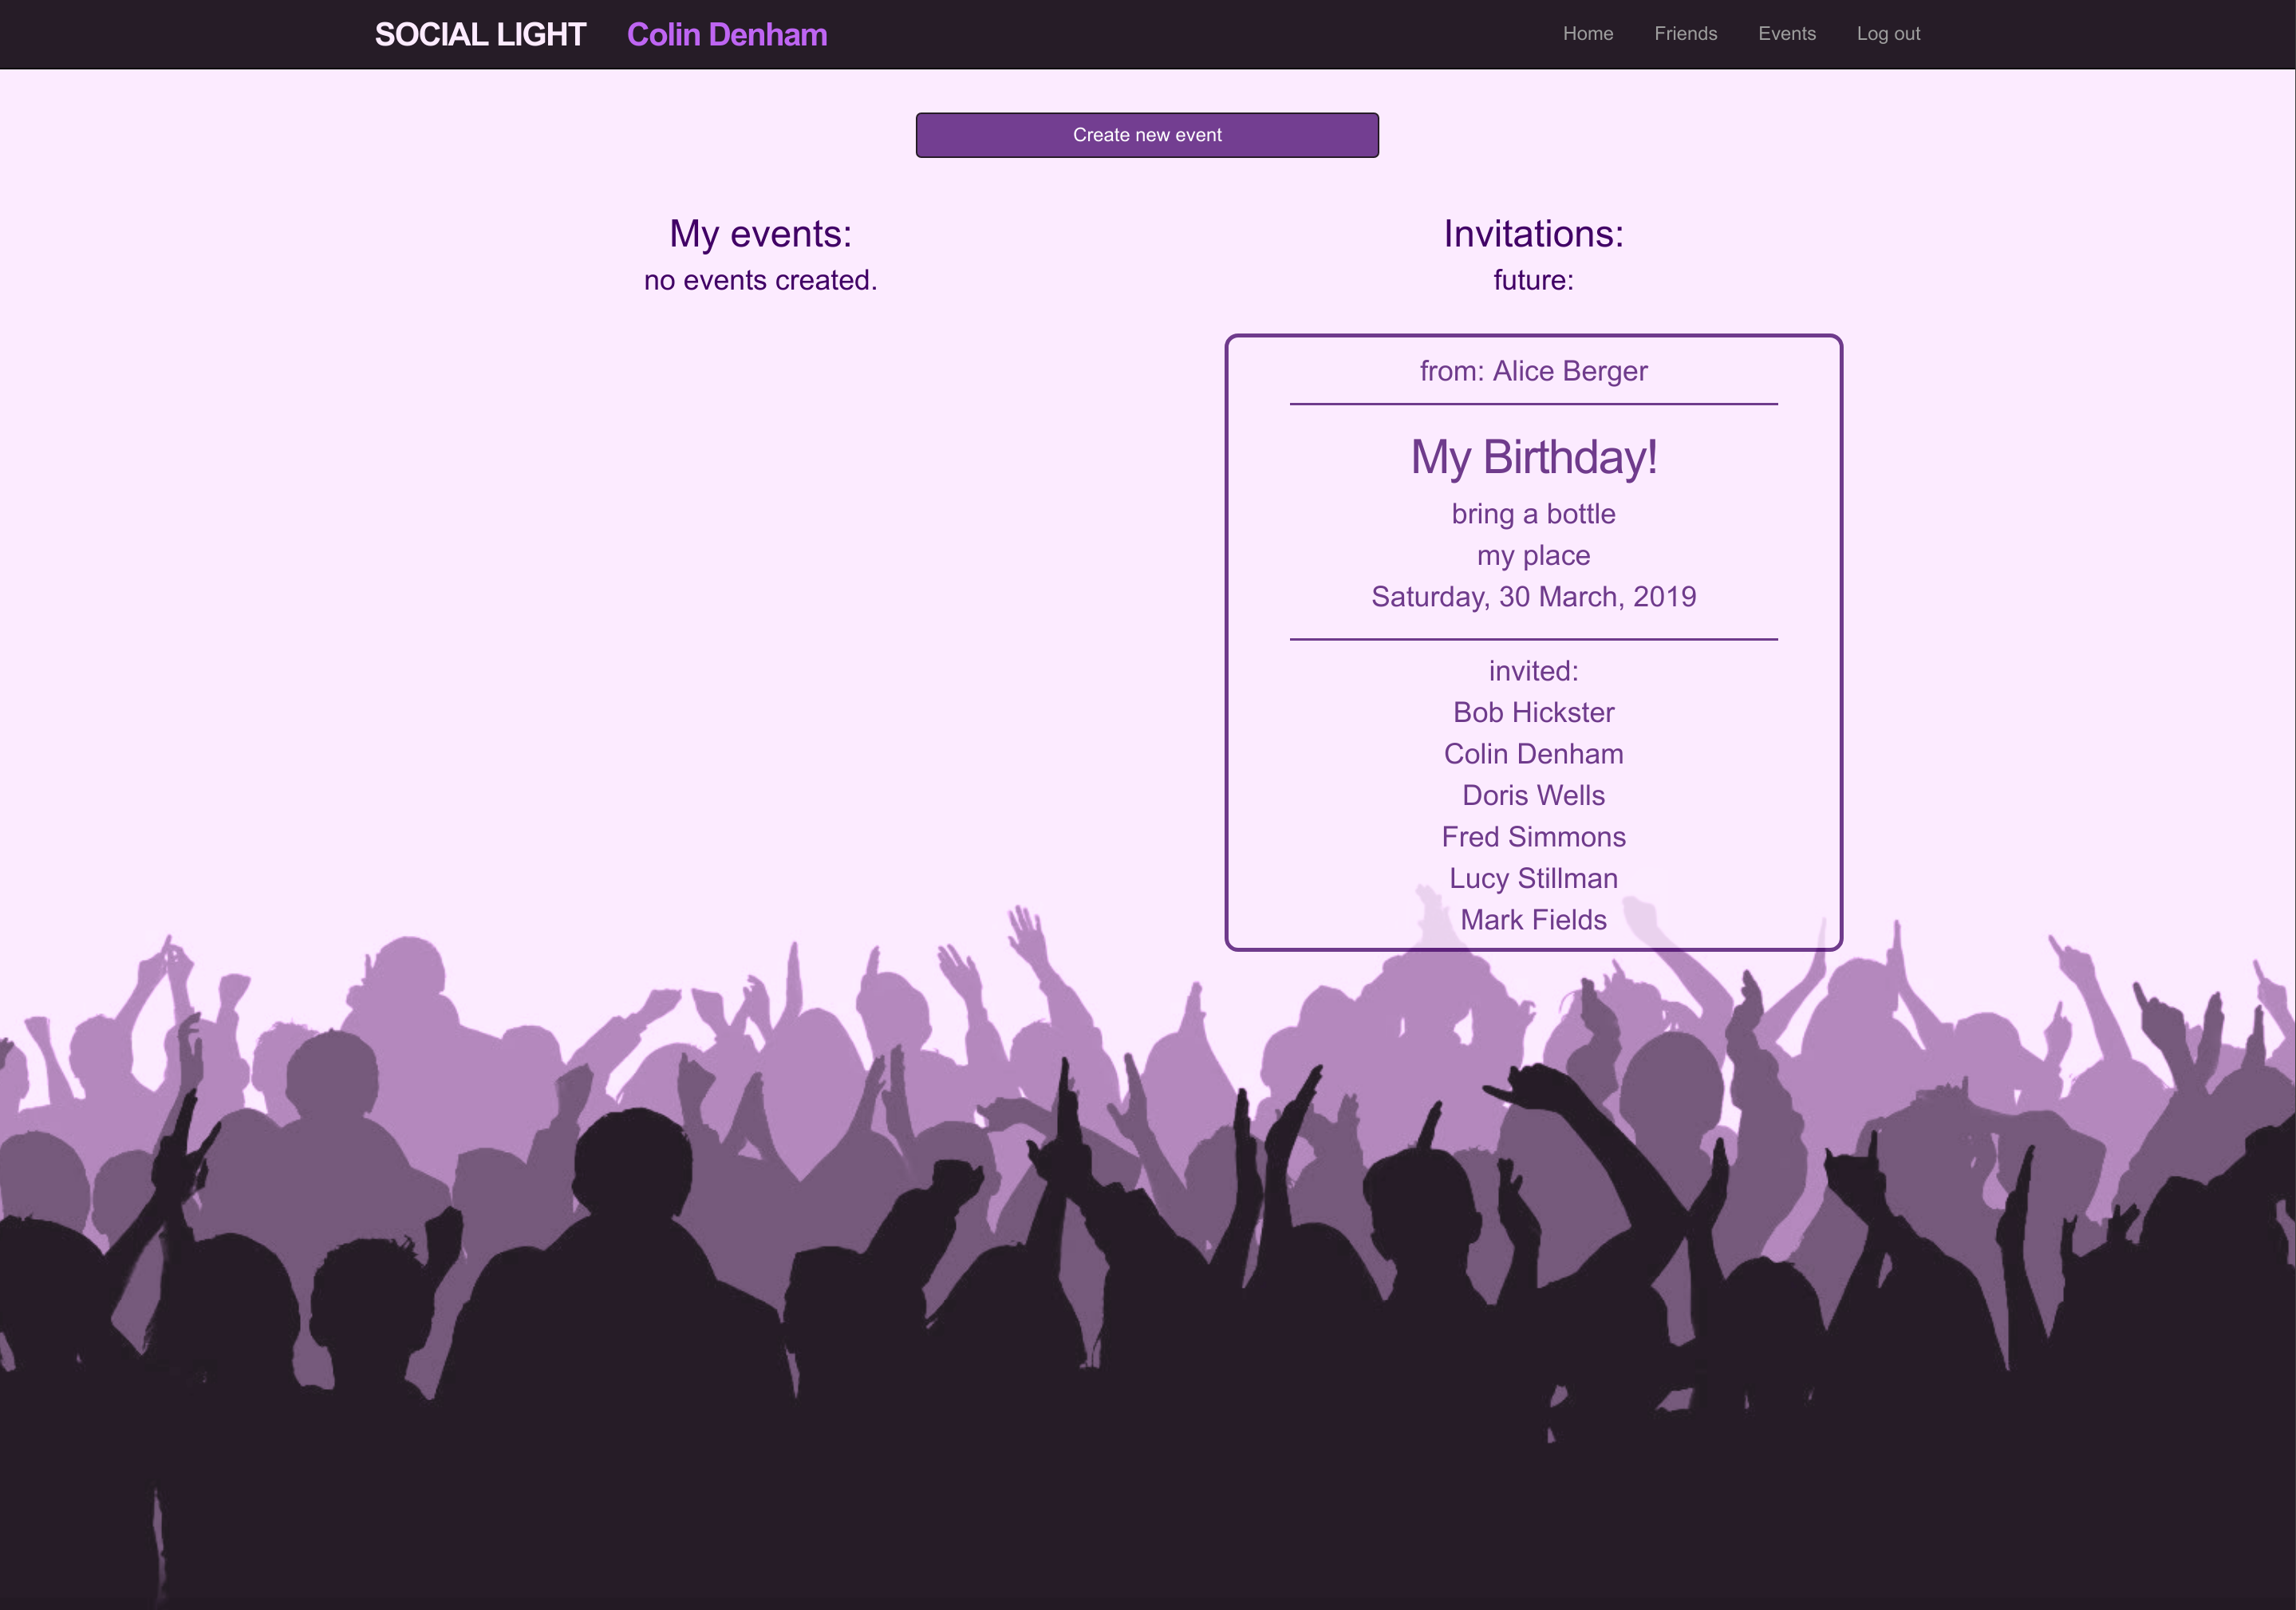 SOCIAL LIGHT Colin Denham Home Friends Events Log out
Create new event
My events:
no events created.
Invitations:
future:
from: Alice Berger
My Birthday!
bring a bottle
my place
Saturday, 30 March, 2019
invited:
Bob Hickster
Colin Denham
Doris Wells
Fred Simmons
Lucy Stillman
Mark Fields